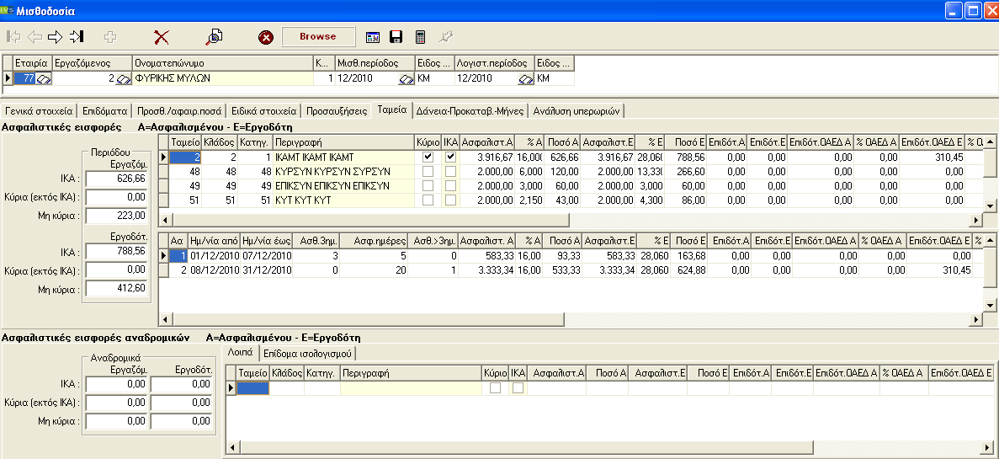 LVS Μισθοδοσία
Browse
Εταιρία Εργαζόμενος Ονοματεπώνυμο Κ... Μισθ.περίοδος Ειδος ... Λογιστ.περίοδος Ειδος ...
77 2 ΦΥΡΙΚΗΣ ΜΥΛΩΝ 1 12/2010 ΚΜ 12/2010 ΚΜ
Γενικά στοιχεία Επιδόματα Προσθ./αφαιρ.ποσά Ειδικά στοιχεία Προσαυξήσεις Ταμεία Δάνεια-Προκαταβ.-Μήνες Ανάλυση υπερωριών
Ασφαλιστικές εισφορές Α=Ασφαλισμένου - Ε=Εργοδότη
Περιόδου
Εργαζόμ.
ΙΚΑ : 626,66
Κύρια (εκτός ΙΚΑ) : 0,00
Μη κύρια : 223,00
Εργοδότ.
ΙΚΑ : 788,56
Κύρια (εκτός ΙΚΑ) : 0,00
Μη κύρια : 412,60
Ταμείο Κλάδος Κατηγ. Περιγραφή Κύριο ΙΚΑ Ασφαλιστ.Α % Α Ποσό Α Ασφαλιστ.Ε % Ε Ποσό Ε Επιδότ.Α Επιδότ.Ε Επιδότ.ΟΑΕΔ Α Επιδότ.ΟΑΕΔ Ε % ΟΑ
2 2 1 ΙΚΑΜΤ ΙΚΑΜΤ ΙΚΑΜΤ 3.916,67 16,00 626,66 3.916,67 28,06 788,56 0,00 0,00 0,00 310,45
48 48 48 ΚΥΡΣΥΝ ΚΥΡΣΥΝ ΣΥΡΣΥΝ 2.000,00 6,000 120,00 2.000,00 13,33 266,60 0,00 0,00 0,00 0,00
49 49 49 ΕΠΙΚΣΥΝ ΕΠΙΚΣΥΝ ΕΠΙΚΣΥΝ 2.000,00 3,000 60,00 2.000,00 3,000 60,00 0,00 0,00 0,00 0,00
51 51 51 ΚΥΤ ΚΥΤ ΚΥΤ 2.000,00 2,150 43,00 2.000,00 4,300 86,00 0,00 0,00 0,00 0,00
Αα Ημ/νία από Ημ/νία έως Ασθ.3ημ. Ασφ.ημέρες Ασθ.>3ημ. Ασφαλιστ. Α % Α Ποσό Α Ασφαλιστ.Ε % Ε Ποσό Ε Επιδότ.Α Επιδότ.Ε Επιδότ.ΟΑΕΔ Α % ΟΑΕΔ Α Επιδότ.ΟΑΕΔ Ε %
1 01/12/2010 07/12/2010 3 5 0 583,33 16,00 93,33 583,33 28,060 163,68 0,00 0,00 0,00 0,00 0,00
2 08/12/2010 31/12/2010 0 20 1 3.333,34 16,00 533,33 3.333,34 28,060 624,88 0,00 0,00 0,00 0,00 310,45
Ασφαλιστικές εισφορές αναδρομικών Α=Ασφαλισμένου - Ε=Εργοδότη
Αναδρομικά
Εργαζόμ. Εργοδότ.
ΙΚΑ : 0,00 0,00
Κύρια (εκτός ΙΚΑ) : 0,00 0,00
Μη κύρια : 0,00 0,00
Λοιπά Επίδομα ισολογισμού
Ταμείο Κλάδος Κατηγ. Περιγραφή Κύριο ΙΚΑ Ασφαλιστ.Α Ποσό Α Ασφαλιστ.Ε Ποσό Ε Επιδότ.Α Επιδότ.Ε Επιδότ.ΟΑΕΔ Α % ΟΑΕΔ Α Επιδότ.ΟΑΕΔ Ε